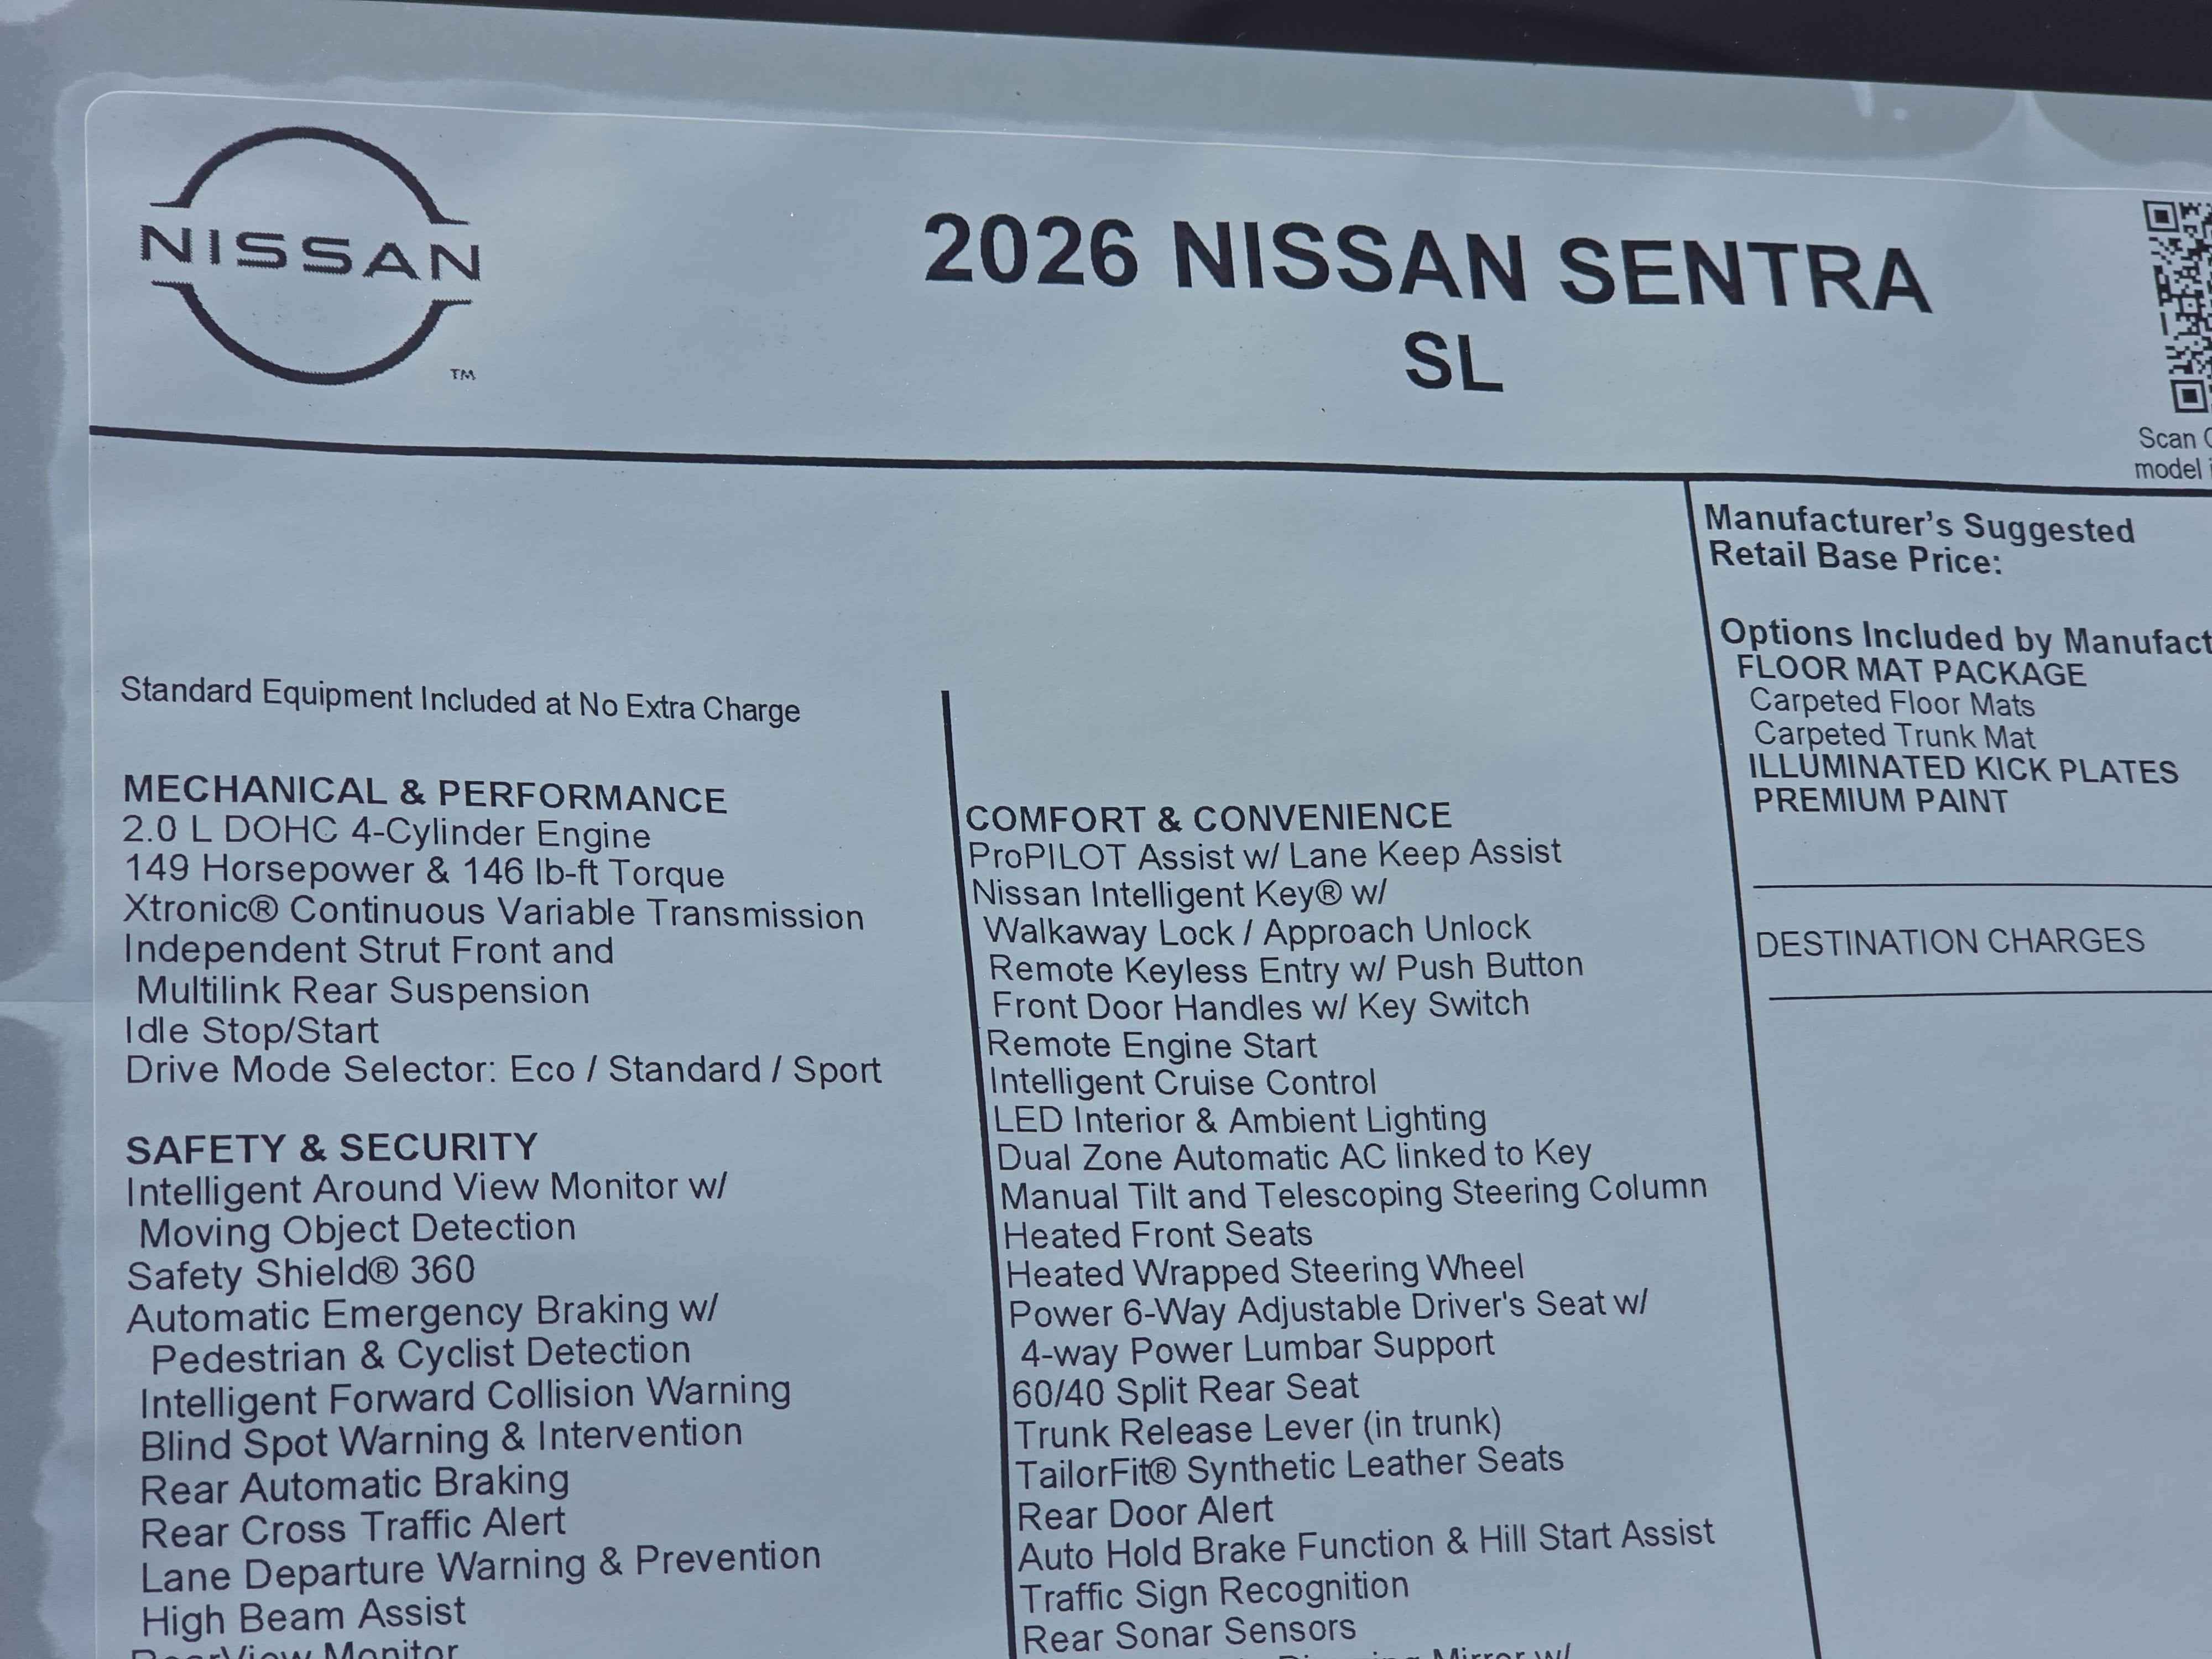 NISSAN
TM
2026 NISSAN SENTRA
SL
Scan
model
Standard Equipment Included at No Extra Charge
MECHANICAL & PERFORMANCE
2.0 L DOHC 4-Cylinder Engine
149 Horsepower & 146 lb-ft Torque
Xtronic® Continuous Variable Transmission
Independent Strut Front and
Multilink Rear Suspension
Idle Stop/Start
Drive Mode Selector: Eco / Standard / Sport
SAFETY & SECURITY
Intelligent Around View Monitor w/
Moving Object Detection
Safety Shield® 360
Automatic Emergency Braking w/
Pedestrian & Cyclist Detection
Intelligent Forward Collision Warning
Blind Spot Warning & Intervention
Rear Automatic Braking
Rear Cross Traffic Alert
Lane Departure Warning & Prevention
High Beam Assist
RearView Monitor
COMFORT & CONVENIENCE
ProPILOT Assist w/ Lane Keep Assist
Nissan Intelligent Key® w/
Walkaway Lock / Approach Unlock
Remote Keyless Entry w/ Push Button
Front Door Handles w/ Key Switch
Remote Engine Start
Intelligent Cruise Control
LED Interior & Ambient Lighting
Dual Zone Automatic AC linked to Key
Manual Tilt and Telescoping Steering Column
Heated Front Seats
Heated Wrapped Steering Wheel
Power 6-Way Adjustable Driver's Seat w/
4-way Power Lumbar Support
60/40 Split Rear Seat
Trunk Release Lever (in trunk)
TailorFit® Synthetic Leather Seats
Rear Door Alert
Auto Hold Brake Function & Hill Start Assist
Traffic Sign Recognition
Rear Sonar Sensors
Mirror w/
Manufacturer's Suggested
Retail Base Price:
Options Included by Manufact
FLOOR MAT PACKAGE
Carpeted Floor Mats
Carpeted Trunk Mat
ILLUMINATED KICK PLATES
PREMIUM PAINT
DESTINATION CHARGES